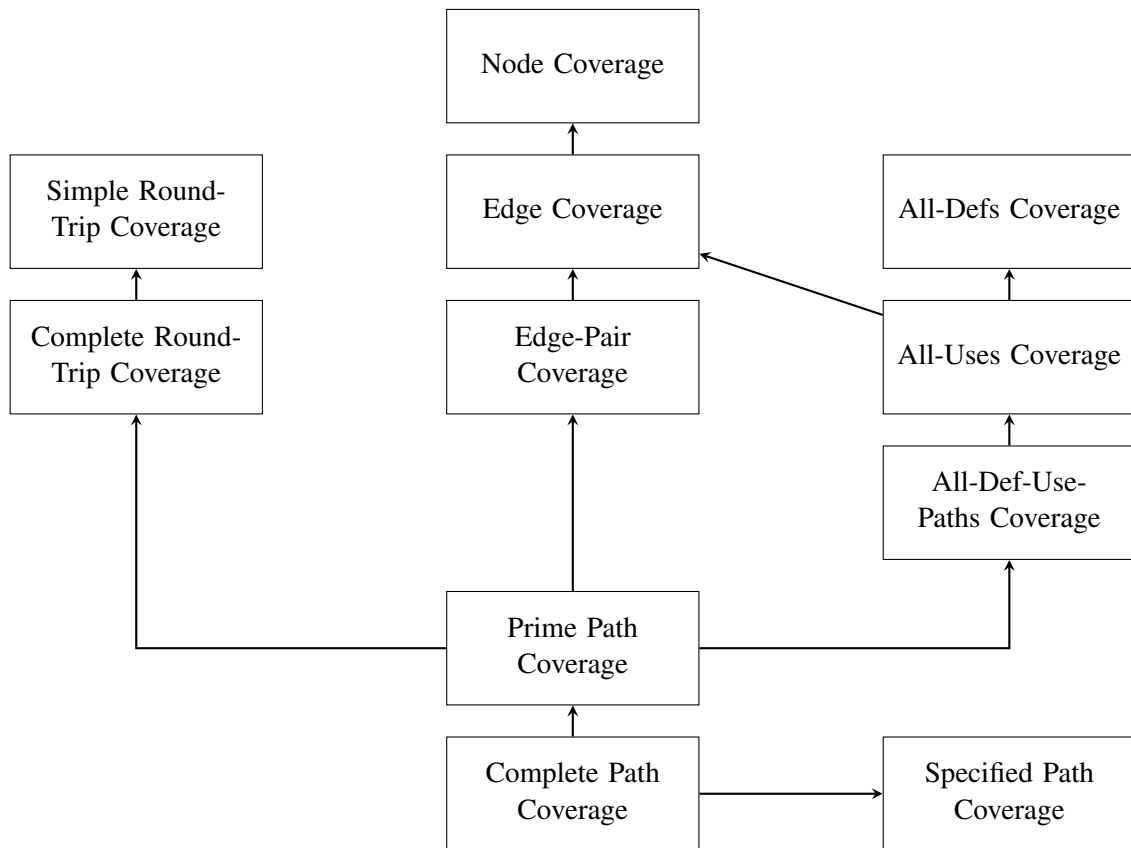 Node Coverage
Simple Round-
Trip Coverage
Edge Coverage
All-Defs Coverage
Complete Round-
Trip Coverage
Edge-Pair
Coverage
All-Uses Coverage
All-Def-Use-
Paths Coverage
Prime Path
Coverage
Complete Path
Coverage
Specified Path
Coverage